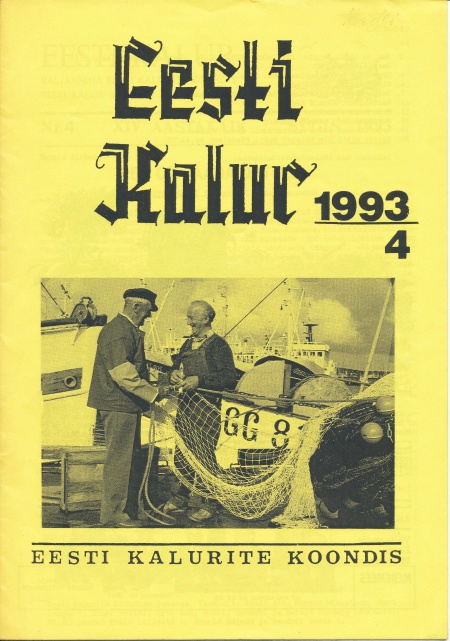 Eesti
Kalur 1993
4
GG 8
EESTI KALURITE KOONDIS